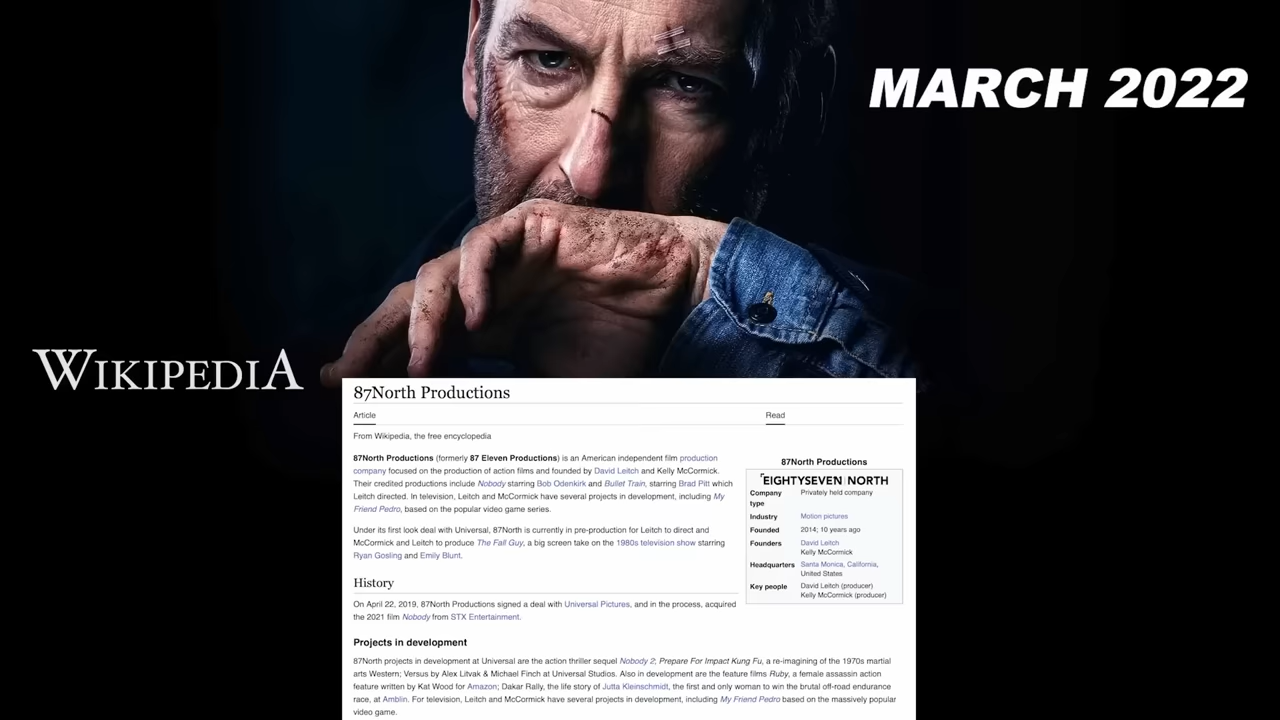 MARCH 2022
WIKIPEDIA
87North Productions
Article
Read
From Wikipedia, the free encyclopedia
87North Productions (formerly 87 Eleven Productions) is an American independent film production
company focused on the production of action films and founded by David Leitch and Kelly McCormick.
Their credited productions include Nobody starring Bob Odenkirk and Bullet Train, starring Brad Pitt which
Leitch directed. In television, Leitch and McCormick have several projects in development, including My
Friend Pedro, based on the popular video game series.
Under its first look deal with Universal, 87North is currently in pre-production for Leitch to direct and
McCormick and Leitch to produce The Fall Guy, a big screen take on the 1980s television show starring
Ryan Gosling and Emily Blunt.
87North Productions
EIGHTYSEVEN NORTH
Company type Privately held company
Industry Motion pictures
Founded 2014; 10 years ago
Founders David Leitch
Kelly McCormick
Headquarters Santa Monica, California,
United States
Key people David Leitch (producer)
Kelly McCormick (producer)
History
On April 22, 2019, 87North Productions signed a deal with Universal Pictures, and in the process, acquired
the 2021 film Nobody from STX Entertainment.
Projects in development
87North projects in development at Universal are the action thriller sequel Nobody 2; Prepare For Impact Kung Fu, a re-imagining of the 1970s martial
arts Western; Versus by Alex Litvak & Michael Finch at Universal Studios. Also in development are the feature films Ruby, a female assassin action
feature written by Kat Wood for Amazon; Dakar Rally, the life story of Jutta Kleinschmidt, the first and only woman to win the brutal off-road endurance
race, at Amblin. For television, Leitch and McCormick have several projects in development, including My Friend Pedro based on the massively popular
video game.